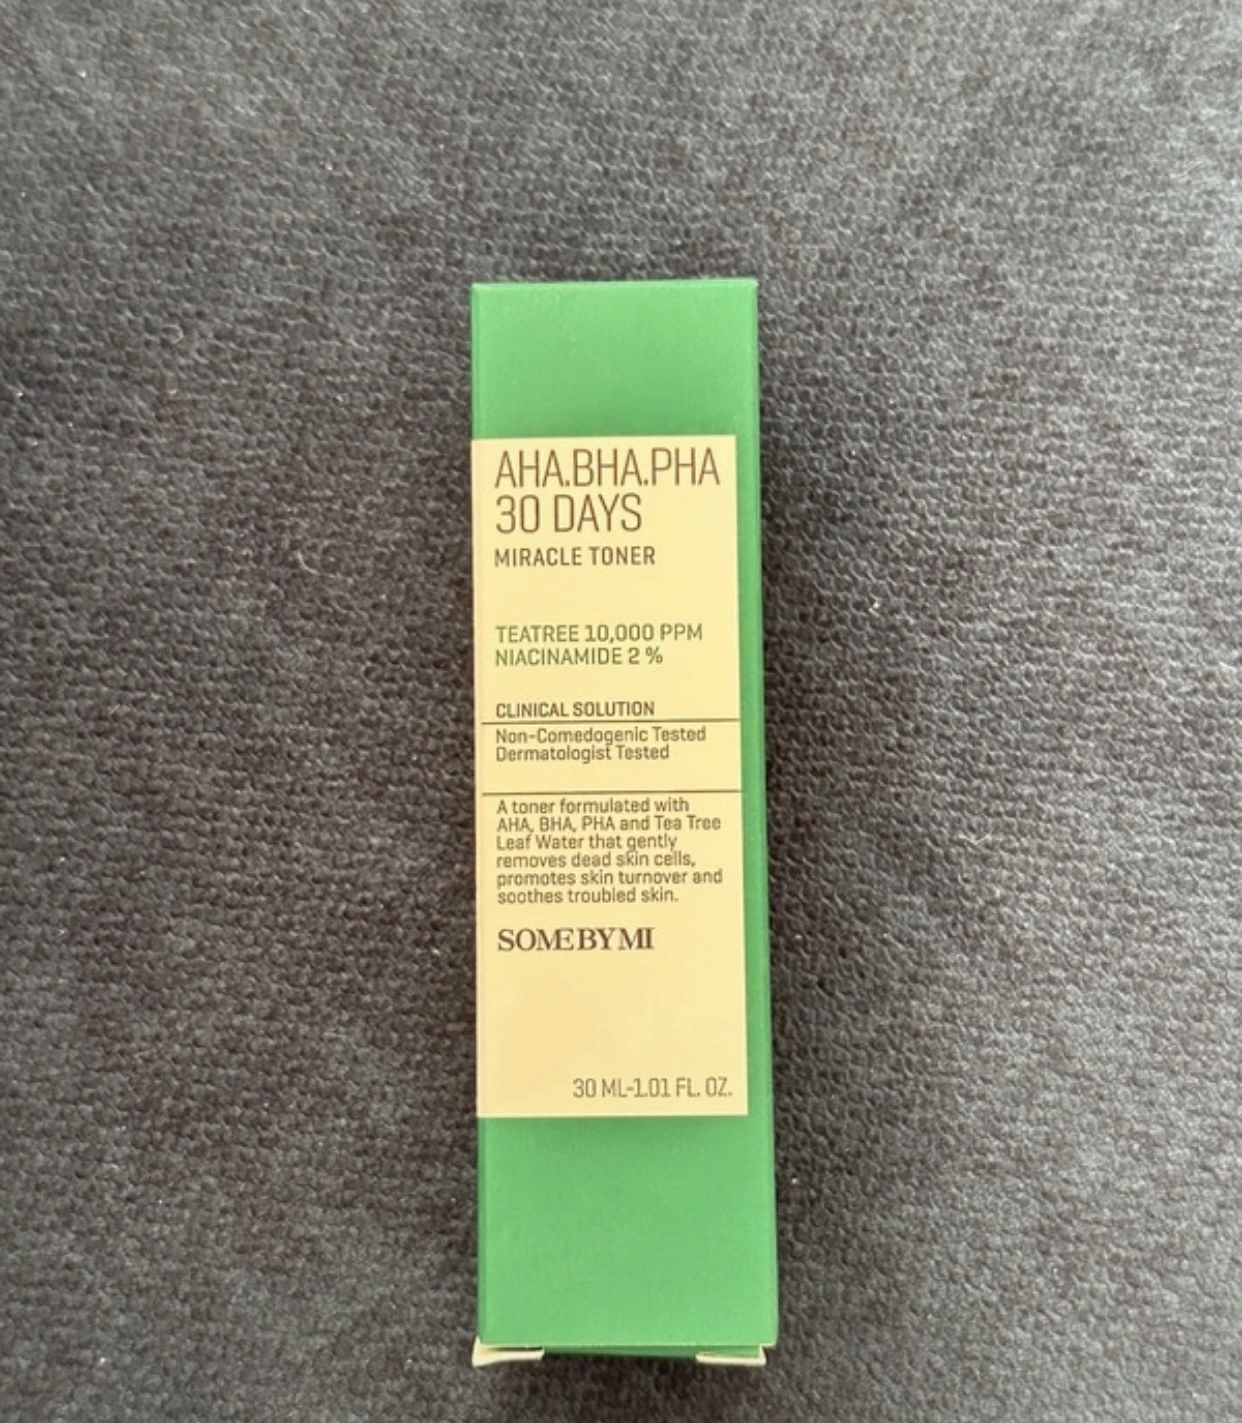 AHA.BHA.PHA
30 DAYS
MIRACLE TONER
TEATREE 10,000 PPM
NIACINAMIDE 2 %
CLINICAL SOLUTION
Non-Comedogenic Tested
Dermatologist Tested
A toner formulated with
AHA, BHA, PHA and Tea Tree
Leaf Water that gently
removes dead skin cells,
promotes skin turnover and
soothes troubled skin.
SOMEBYMI
30 ML-1.01 FL. OZ.